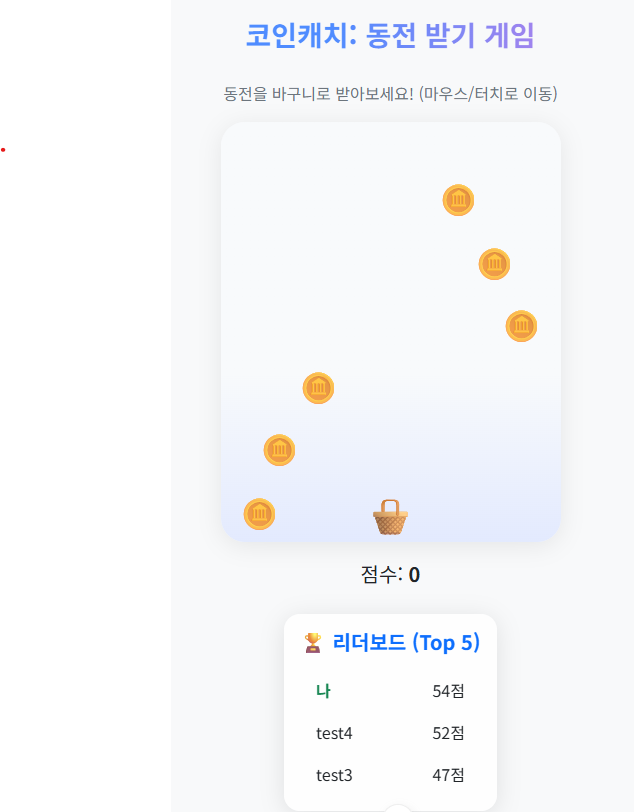 코인캐치: 동전 받기 게임
동전을 바구니로 받아보세요! (마우스/터치로 이동)
점수: 0
리더보드 (Top 5)
나 54점
test4 52점
test3 47점